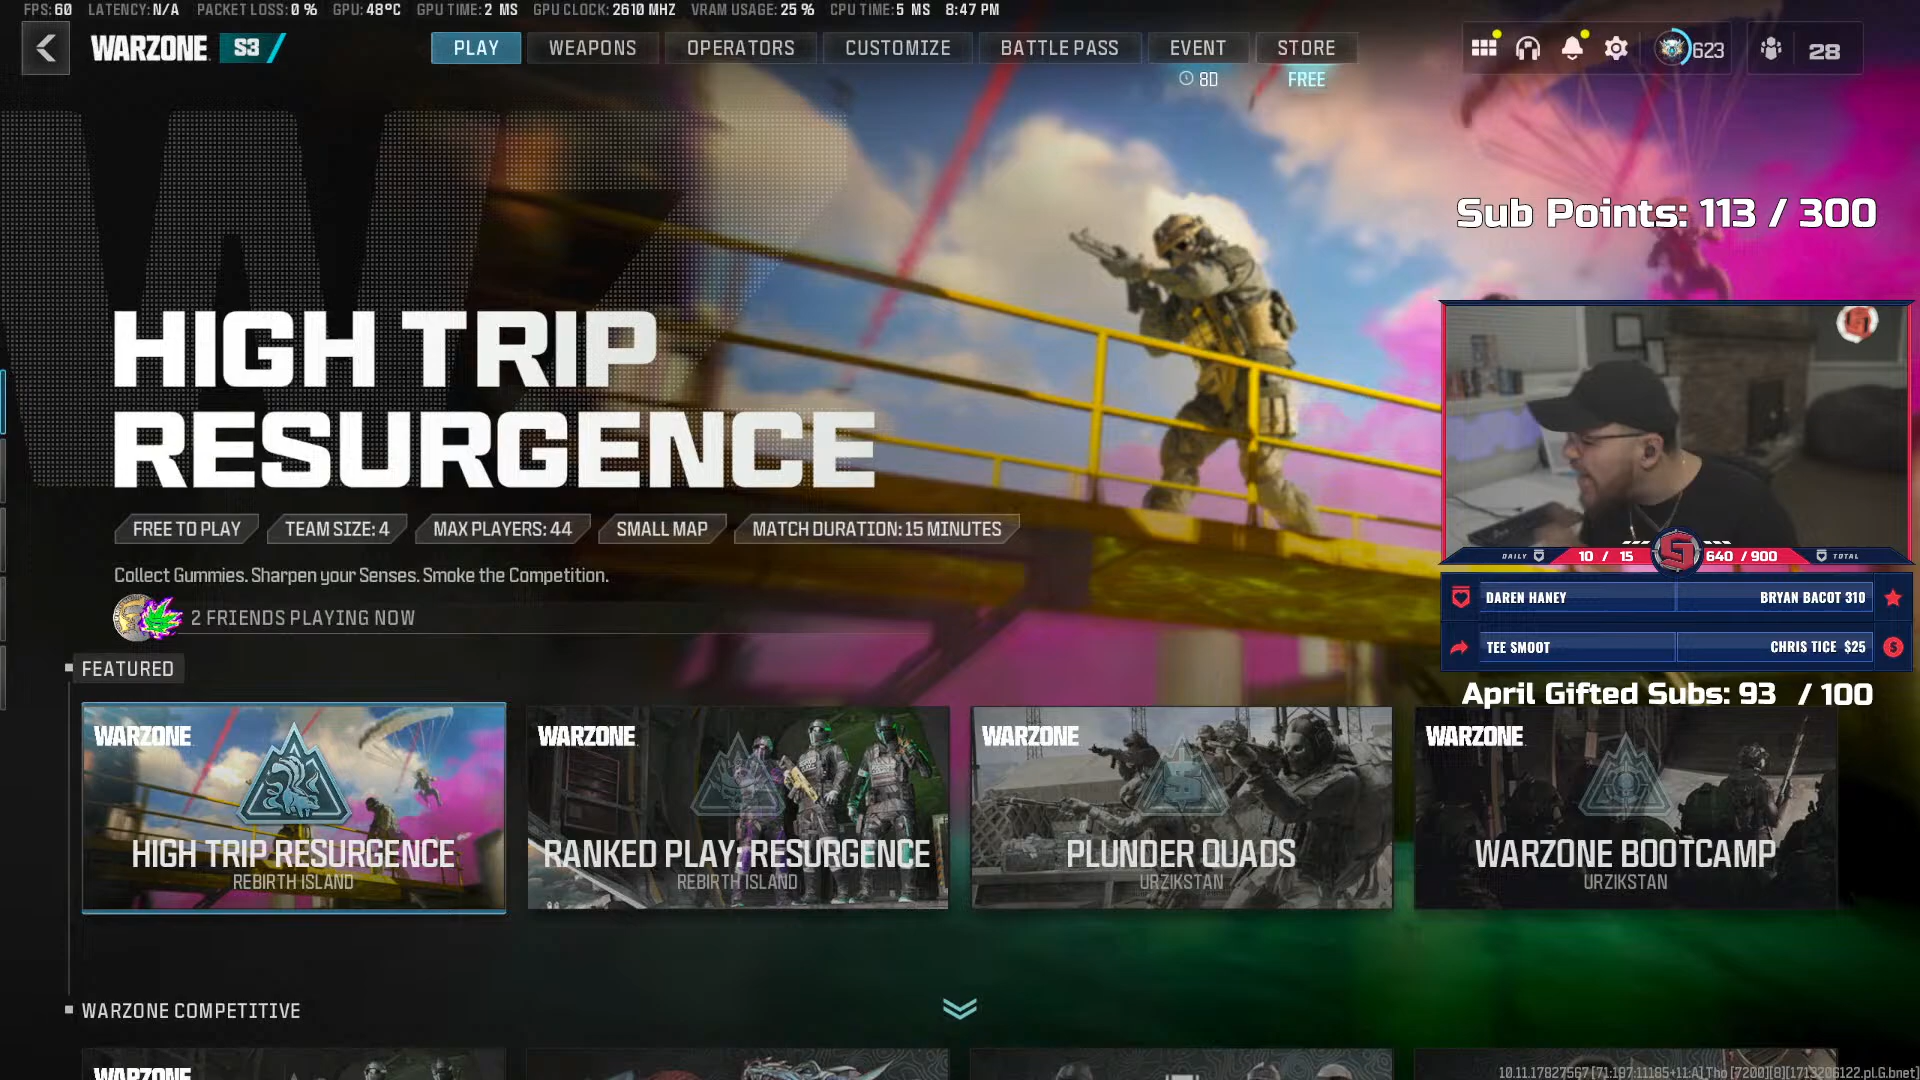 FPS: 60 LATENCY: N/A PACKET LOSS: 0 % GPU: 48°C GPU TIME: 2 MS GPU CLOCK: 2610 MHZ VRAM USAGE: 25 % CPU TIME: 5 MS 8:47 PM
WARZONE S3
PLAY WEAPONS OPERATORS CUSTOMIZE BATTLE PASS EVENT STORE
623 28
8D FREE
Sub Points: 113 / 300
HIGH TRIP
RESURGENCE
FREE TO PLAY TEAM SIZE: 4 MAX PLAYERS: 44 SMALL MAP MATCH DURATION: 15 MINUTES
Collect Gummies. Sharpen your Senses. Smoke the Competition.
2 FRIENDS PLAYING NOW
DAILY 10 / 15 640 / 900 TOTAL
DAREN HANEY BRYAN BACOT 310
TEE SMOOT CHRIS TICE $25
April Gifted Subs: 93 / 100
FEATURED
WARZONE
HIGH TRIP RESURGENCE
REBIRTH ISLAND
WARZONE
RANKED PLAY: RESURGENCE
REBIRTH ISLAND
WARZONE
PLUNDER QUADS
URZIKSTAN
WARZONE
WARZONE BOOTCAMP
URZIKSTAN
WARZONE COMPETITIVE
WARZONE